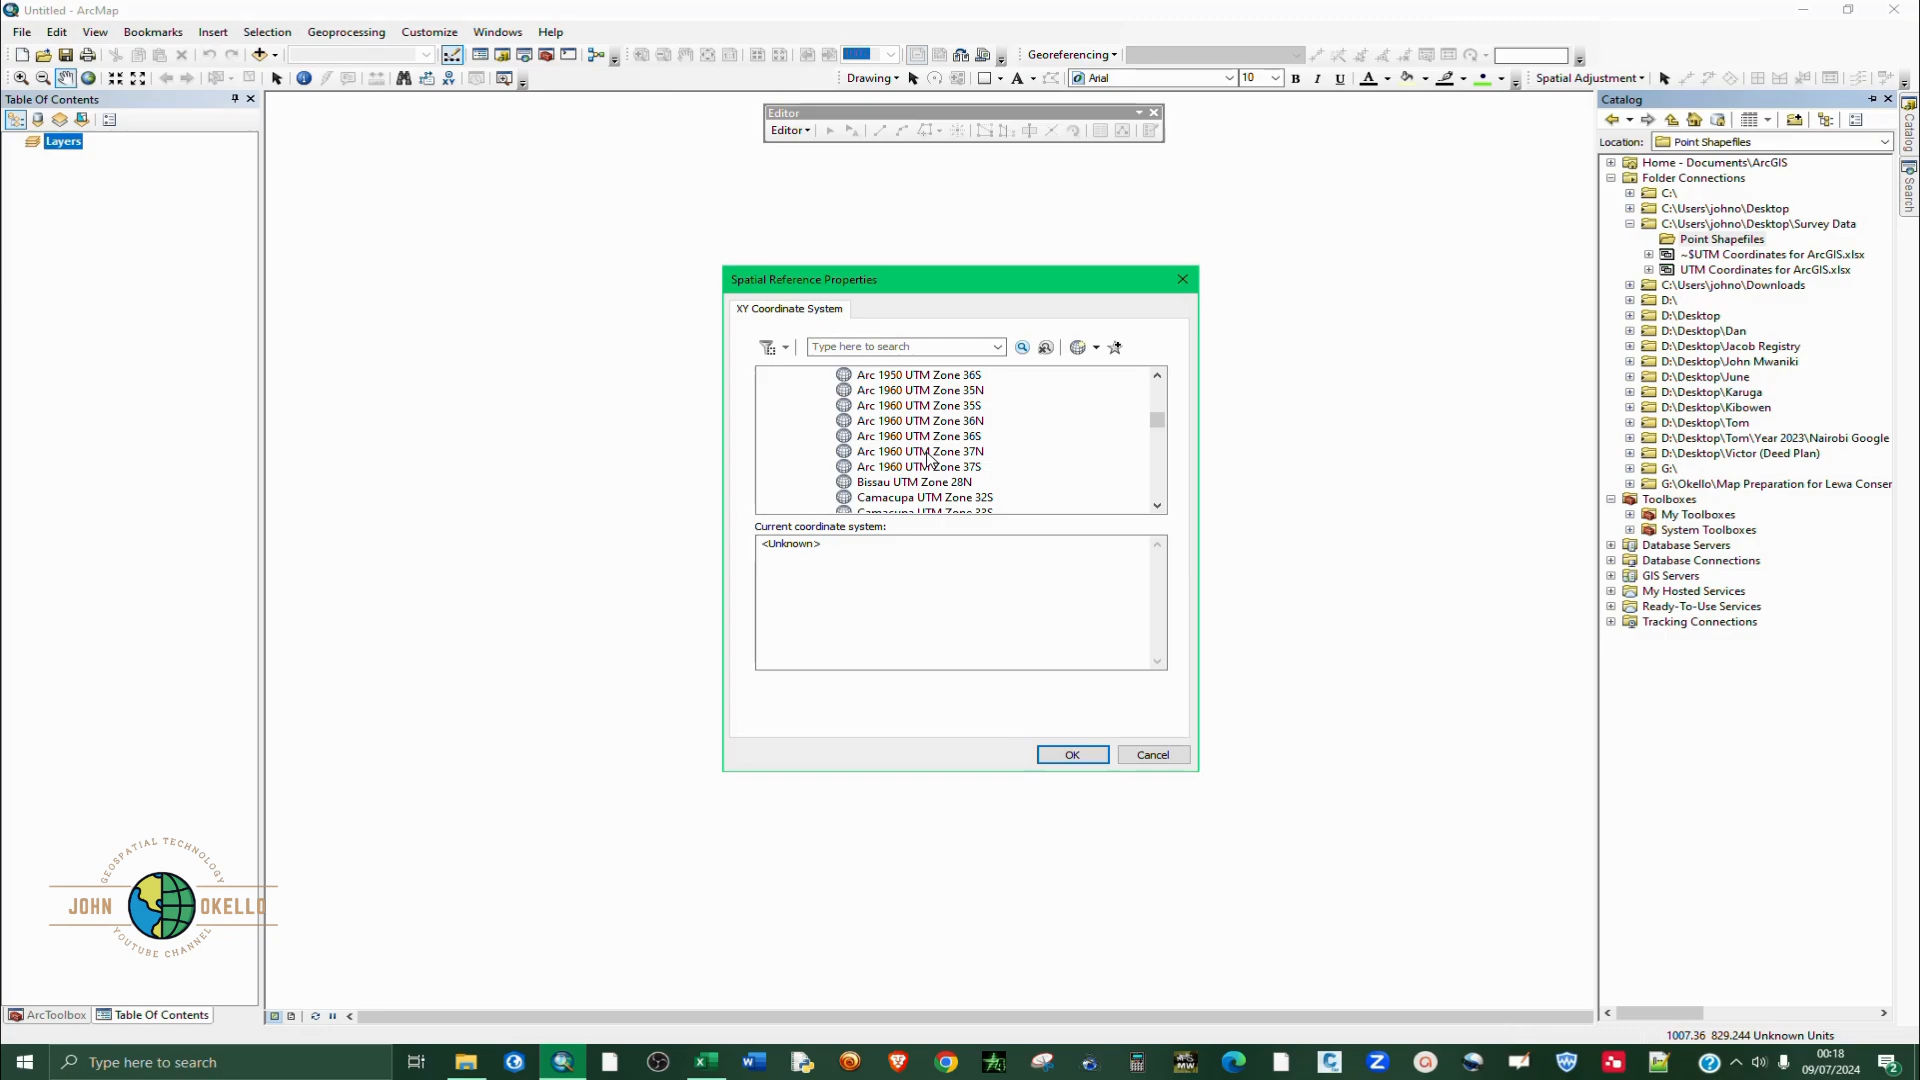 Untitled - ArcMap
File Edit View Bookmarks Insert Selection Geoprocessing Customize Windows Help
Georeferencing
Drawing Arial 10 B I U A Spatial Adjustment
Table Of Contents
Layers
Editor
Editor
Spatial Reference Properties
XY Coordinate System
Type here to search
Arc 1950 UTM Zone 36S
Arc 1960 UTM Zone 35N
Arc 1960 UTM Zone 35S
Arc 1960 UTM Zone 36N
Arc 1960 UTM Zone 36S
Arc 1960 UTM Zone 37N
Arc 1960 UTM Zone 37S
Bissau UTM Zone 28N
Camacupa UTM Zone 32S
Camacupa UTM Zone 33S
Current coordinate system:
<Unknown>
OK Cancel
Catalog
Location: Point Shapefiles
Home - Documents\ArcGIS
Folder Connections
C:\
C:\Users\johno\Desktop
C:\Users\johno\Desktop\Survey Data
Point Shapefiles
~$UTM Coordinates for ArcGIS.xlsx
UTM Coordinates for ArcGIS.xlsx
C:\Users\johno\Downloads
D:\
D:\Desktop
D:\Desktop\Dan
D:\Desktop\Jacob Registry
D:\Desktop\John Mwaniki
D:\Desktop\June
D:\Desktop\Karuga
D:\Desktop\Kibowen
D:\Desktop\Tom
D:\Desktop\Tom\Year 2023\Nairobi Google
D:\Desktop\Victor (Deed Plan)
G:\
G:\Okello\Map Preparation for Lewa Conser
Toolboxes
My Toolboxes
System Toolboxes
Database Servers
Database Connections
GIS Servers
My Hosted Services
Ready-To-Use Services
Tracking Connections
Catalog
Search
GEOSPATIAL TECHNOLOGY
JOHN OKELLO
YOUTUBE CHANNEL
ArcToolbox Table Of Contents
1007.36 829.244 Unknown Units
Type here to search
00:18
09/07/2024
2